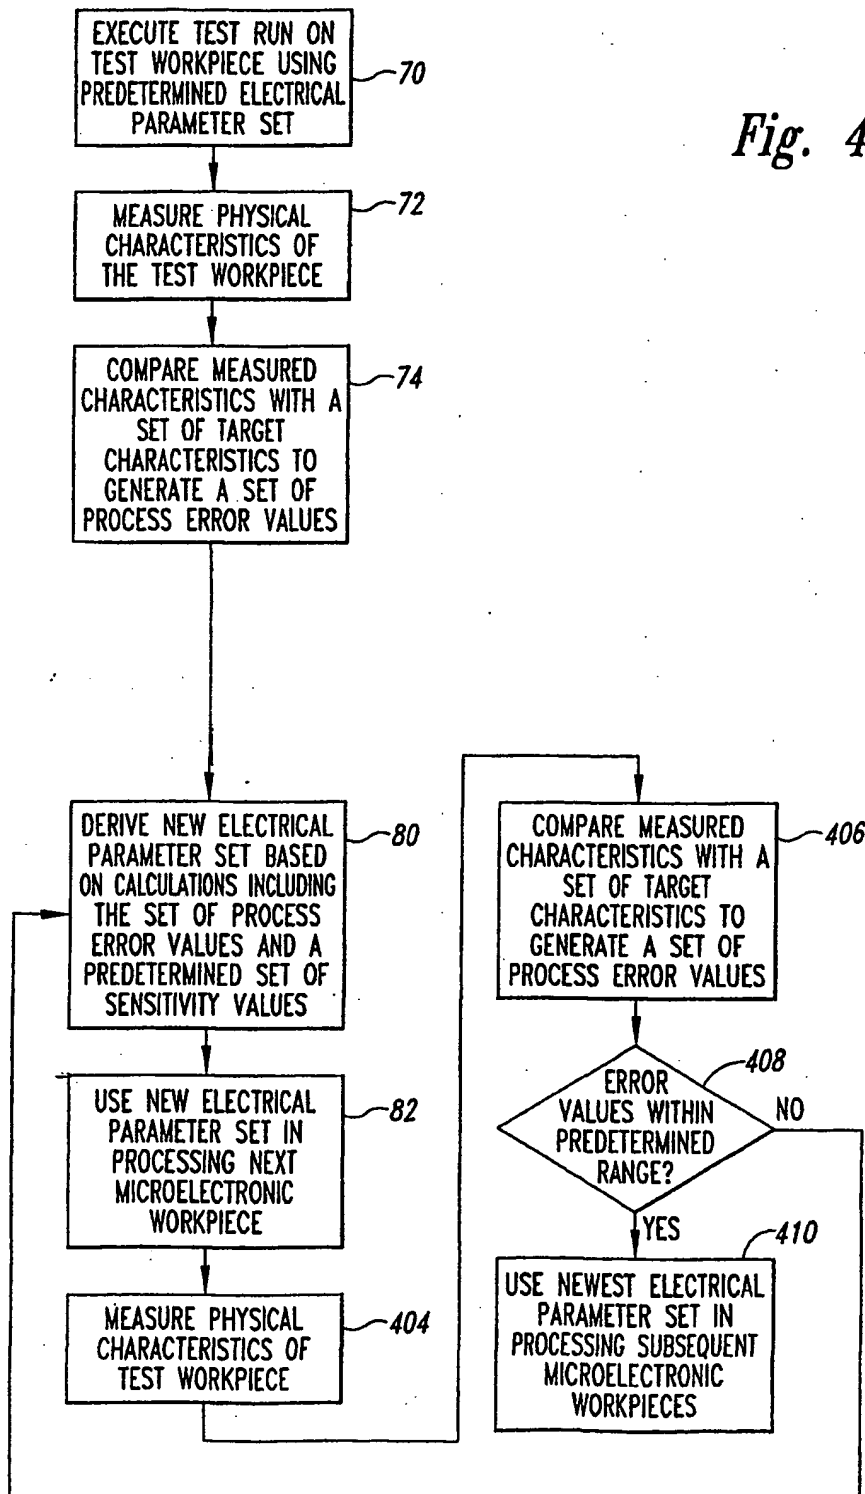 EXECUTE TEST RUN ON
TEST WORKPIECE USING
PREDETERMINED ELECTRICAL
PARAMETER SET
70
Fig. 4
MEASURE PHYSICAL
CHARACTERISTICS OF
THE TEST WORKPIECE
72
COMPARE MEASURED
CHARACTERISTICS WITH A
SET OF TARGET
CHARACTERISTICS TO
GENERATE A SET OF
PROCESS ERROR VALUES
74
DERIVE NEW ELECTRICAL
PARAMETER SET BASED
ON CALCULATIONS INCLUDING
THE SET OF PROCESS
ERROR VALUES AND A
PREDETERMINED SET OF
SENSITIVITY VALUES
80
USE NEW ELECTRICAL
PARAMETER SET IN
PROCESSING NEXT
MICROELECTRONIC
WORKPIECE
82
MEASURE PHYSICAL
CHARACTERISTICS OF
TEST WORKPIECE
404
COMPARE MEASURED
CHARACTERISTICS WITH A
SET OF TARGET
CHARACTERISTICS TO
GENERATE A SET OF
PROCESS ERROR VALUES
406
ERROR
VALUES WITHIN
PREDETERMINED
RANGE?
408
NO
YES
USE NEWEST ELECTRICAL
PARAMETER SET IN
PROCESSING SUBSEQUENT
MICROELECTRONIC
WORKPIECES
410